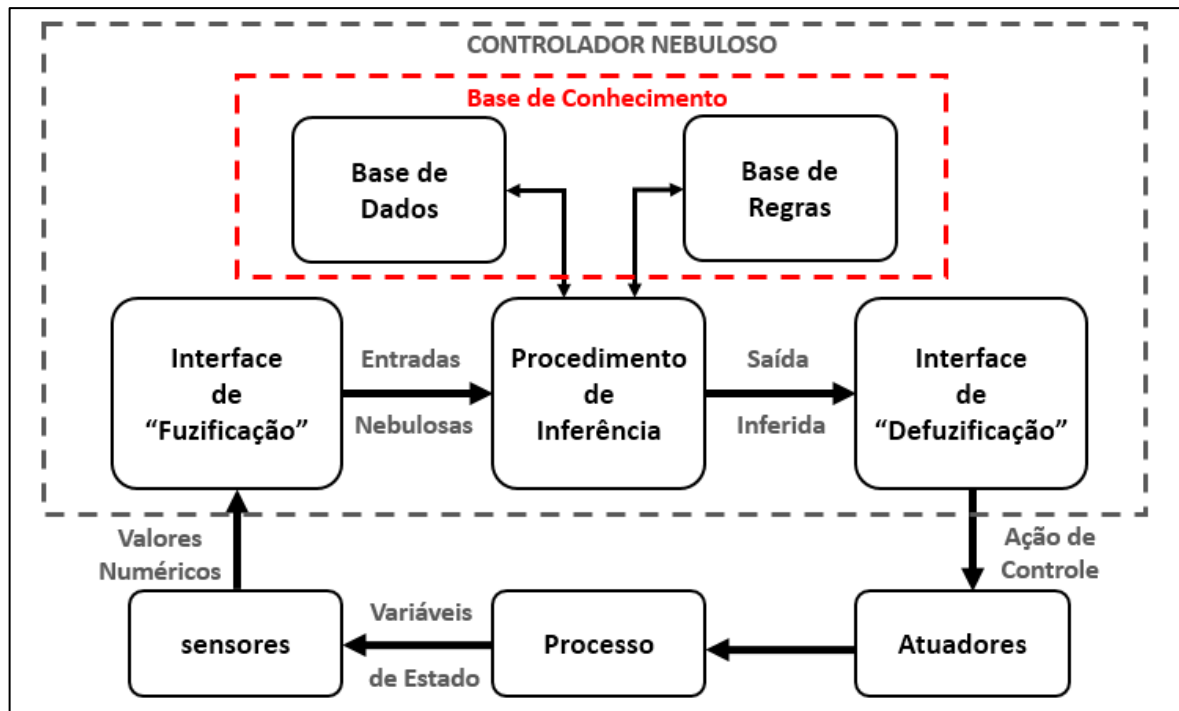 CONTROLADOR NEBULOSO
Base de Conhecimento
Base de
Dados
Base de
Regras
Interface
de
“Fuzificação”
Entradas
Nebulosas
Procedimento
de
Inferência
Saída
Inferida
Interface
de
“Defuzificação”
Valores
Numéricos
Ação de
Controle
sensores
Variáveis
de Estado
Processo
Atuadores